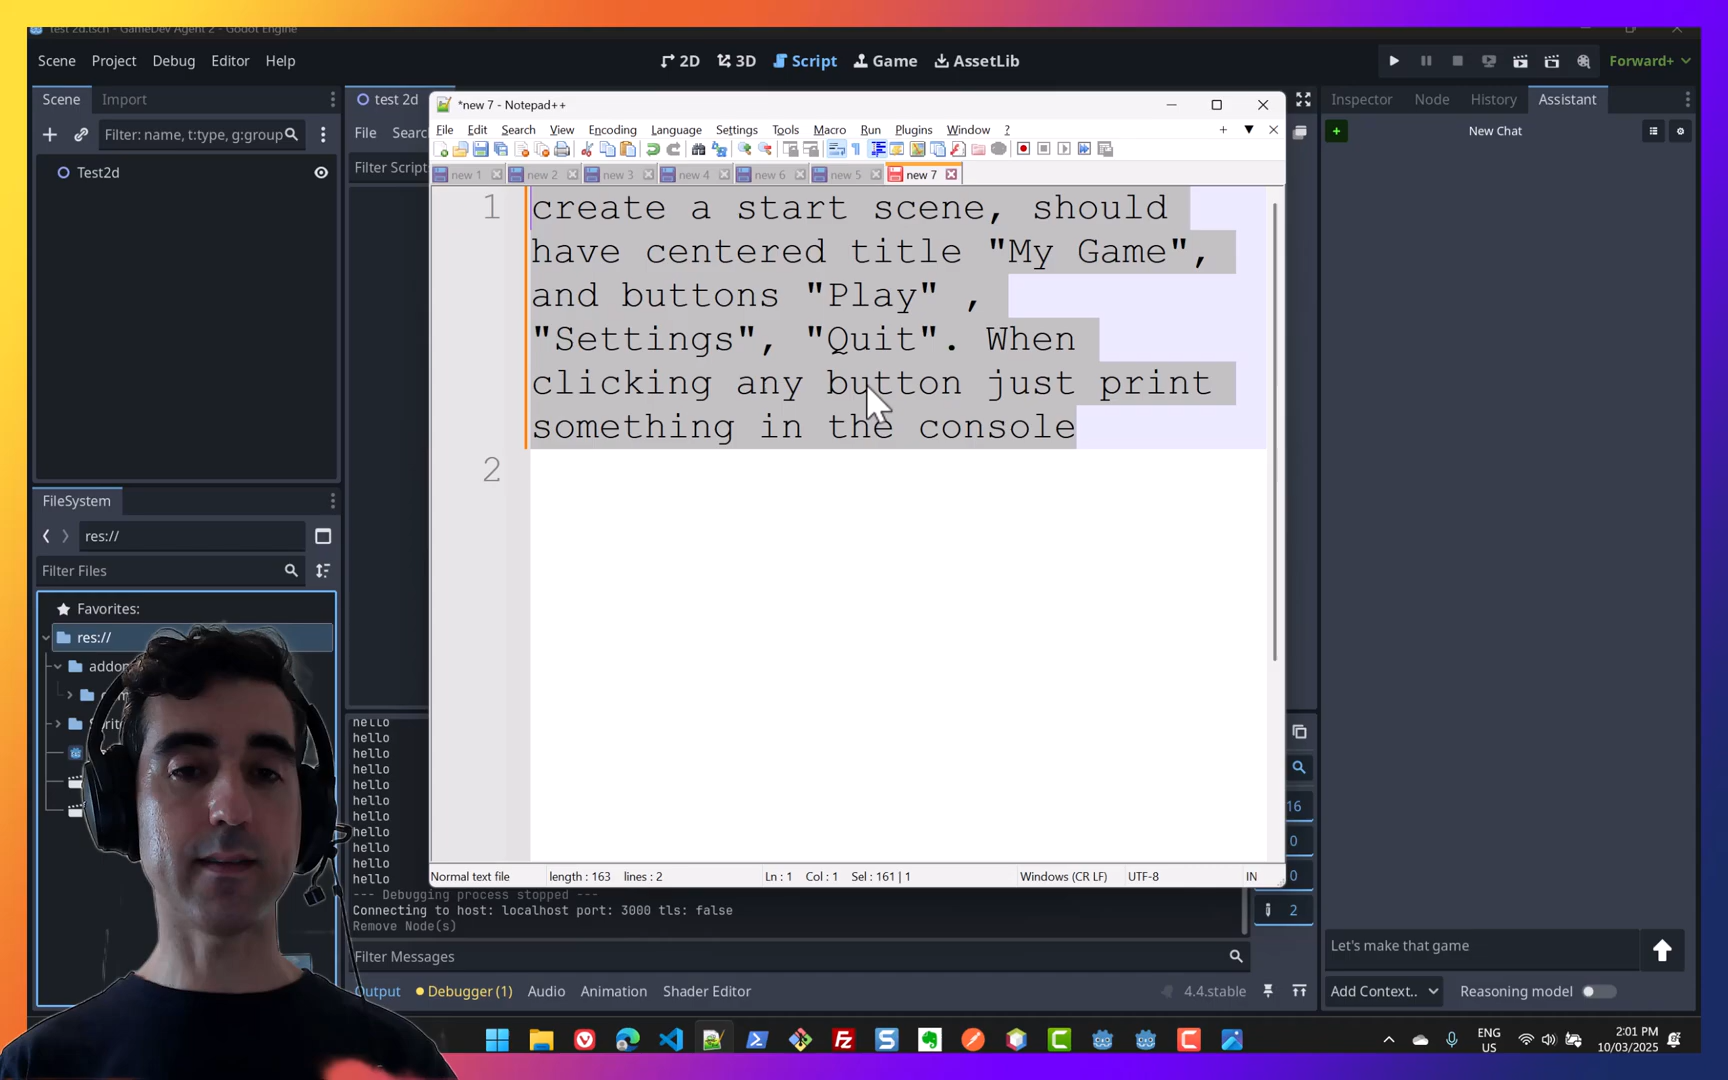 test 2d.tscn - GameDev Agent 2 - Godot Engine
Scene Project Debug Editor Help
2D 3D Script Game AssetLib
Forward+
Scene Import
test 2d
Inspector Node History Assistant
Filter: name, t:type, g:group
File Searc
New Chat
Test2d
Filter Scripts
*new 7 - Notepad++
File Edit Search View Encoding Language Settings Tools Macro Run Plugins Window ?
new 1 new 2 new 3 new 4 new 6 new 5 new 7
1 create a start scene, should
have centered title "My Game",
and buttons "Play" ,
"Settings", "Quit". When
clicking any button just print
something in the console
2
Normal text file length : 163 lines : 2 Ln : 1 Col : 1 Sel : 161 | 1 Windows (CR LF) UTF-8 IN
FileSystem
res://
Filter Files
Favorites:
res://
addon
hello
hello
hello
hello
hello
hello
hello
hello
hello
hello
hello
--- Debugging process stopped ---
Connecting to host: localhost port: 3000 tls: false
Remove Node(s)
16
0
0
2
Filter Messages
Output Debugger (1) Audio Animation Shader Editor
4.4.stable
Let's make that game
Add Context.. Reasoning model
ENG
US
2:01 PM
10/03/2025